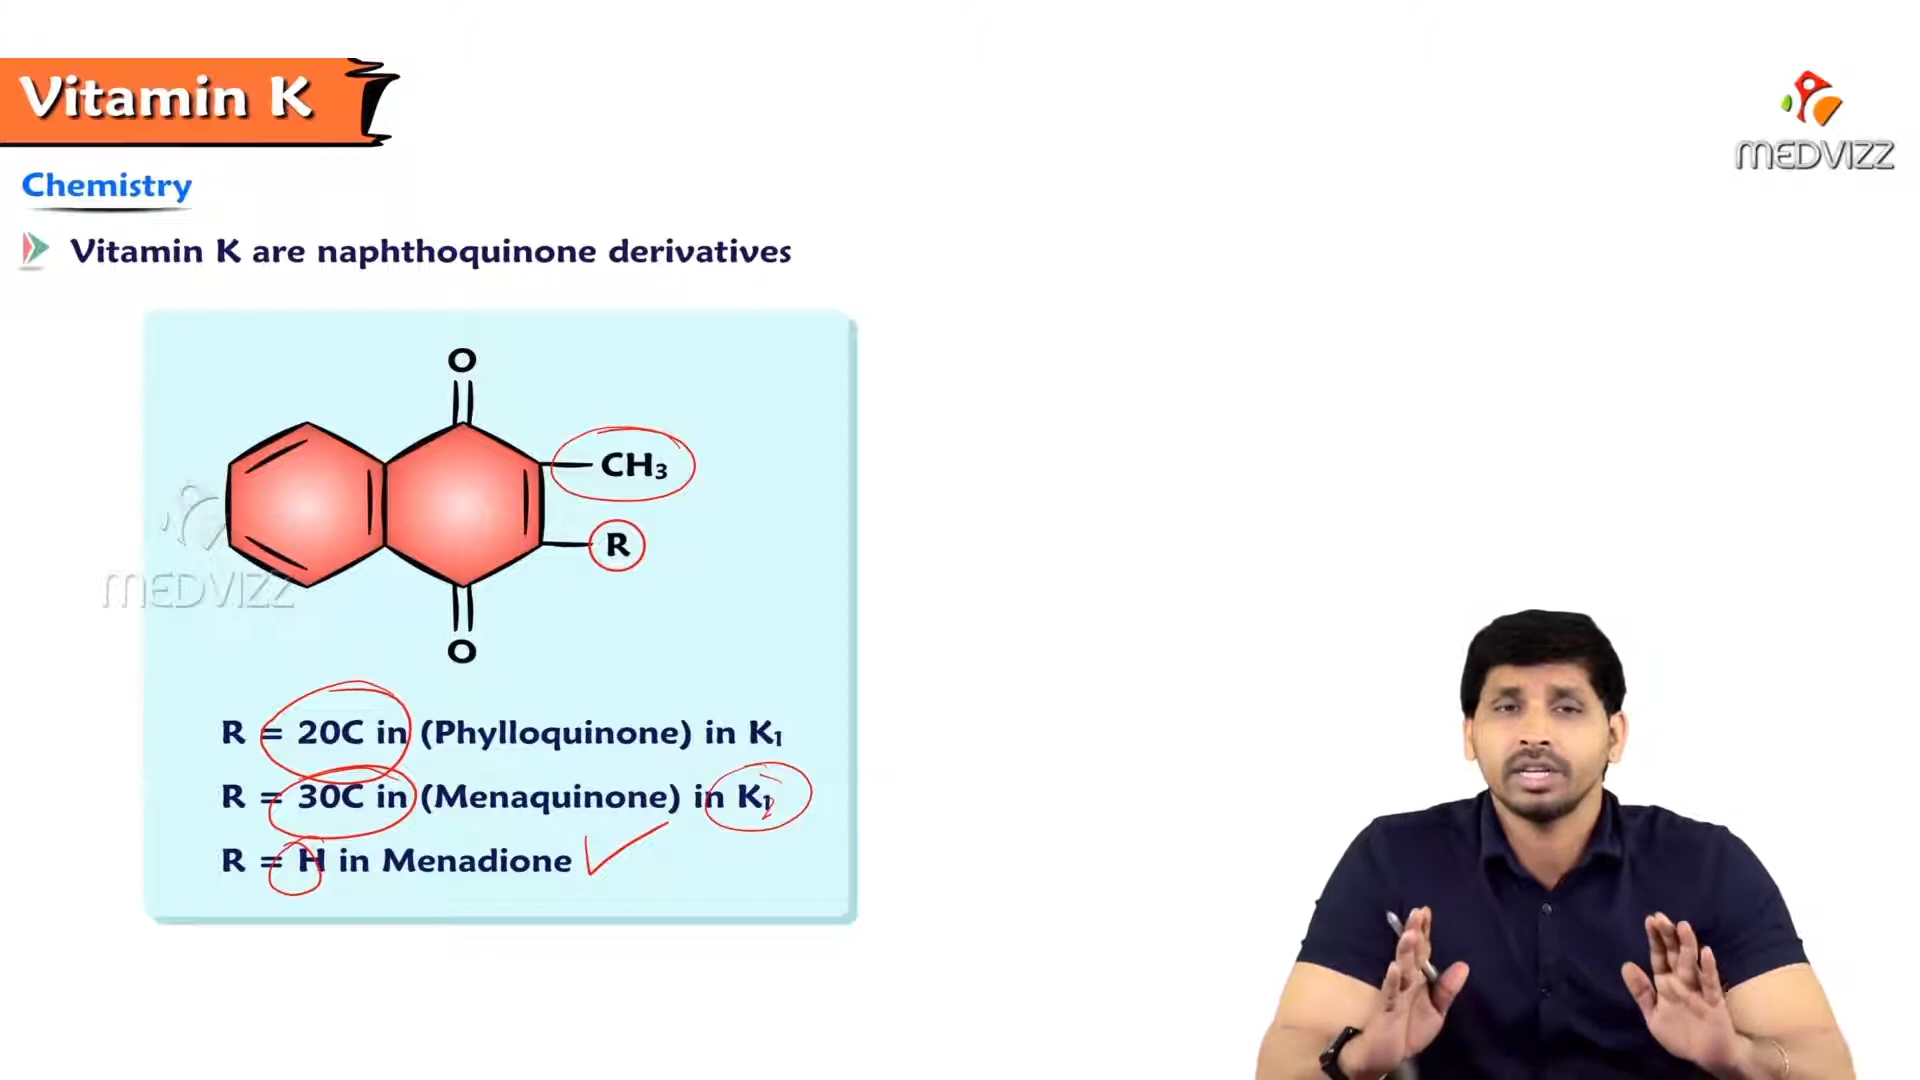 Vitamin K
MEDVIZZ
Chemistry
Vitamin K are naphthoquinone derivatives
O
CH₃
R
MEDVIZZ
O
R = 20C in (Phylloquinone) in K₁
R = 30C in (Menaquinone) in K₂
R = H in Menadione